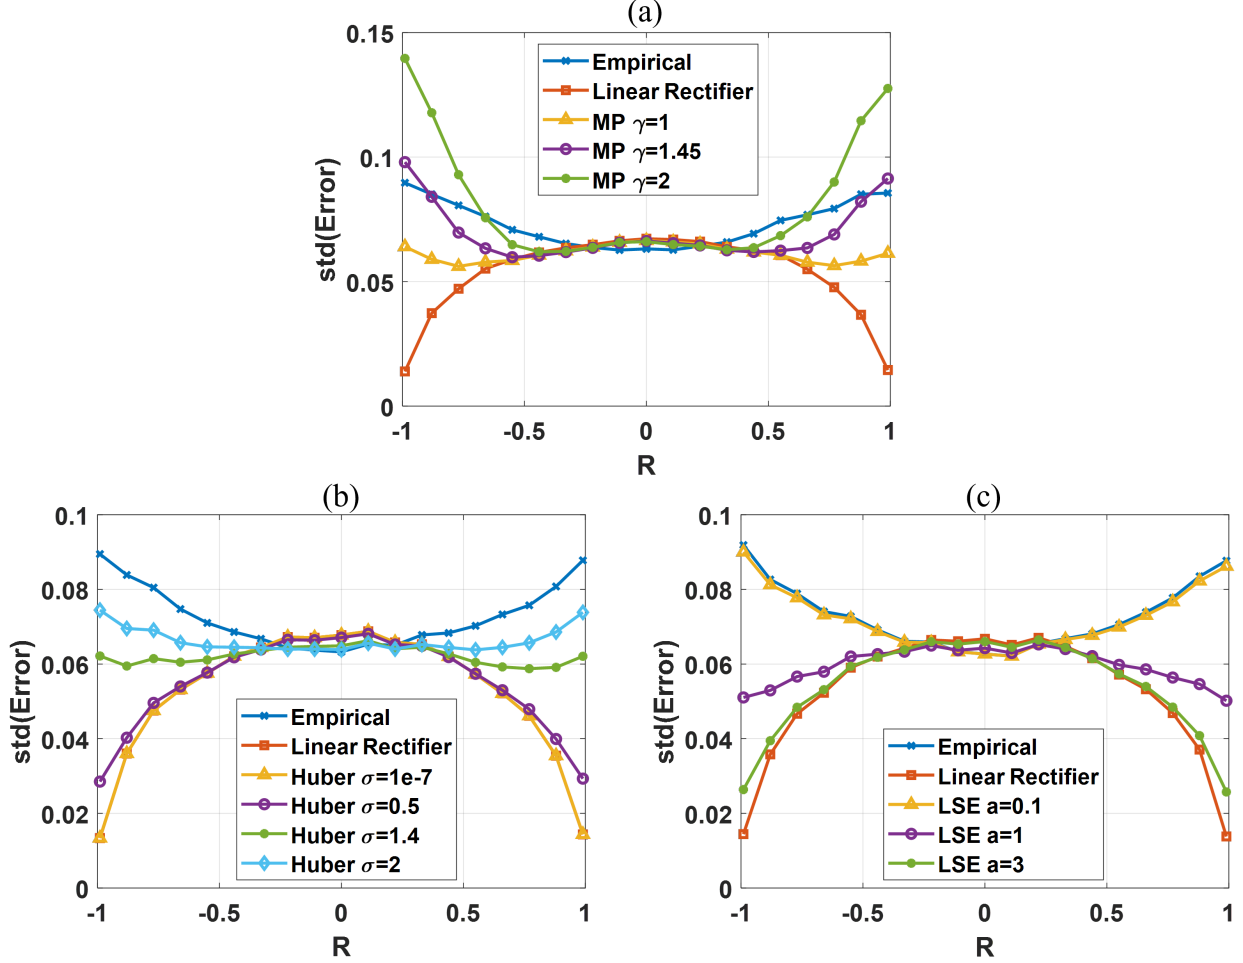 (a)
0.15
0.1
0.05
0
std(Error)
Empirical
Linear Rectifier
MP γ=1
MP γ=1.45
MP γ=2
-1
-0.5
0
0.5
1
R
(b)
0.1
0.08
0.06
0.04
0.02
0
std(Error)
Empirical
Linear Rectifier
Huber σ=1e-7
Huber σ=0.5
Huber σ=1.4
Huber σ=2
-1
-0.5
0
0.5
1
R
(c)
0.1
0.08
0.06
0.04
0.02
0
std(Error)
Empirical
Linear Rectifier
LSE a=0.1
LSE a=1
LSE a=3
-1
-0.5
0
0.5
1
R